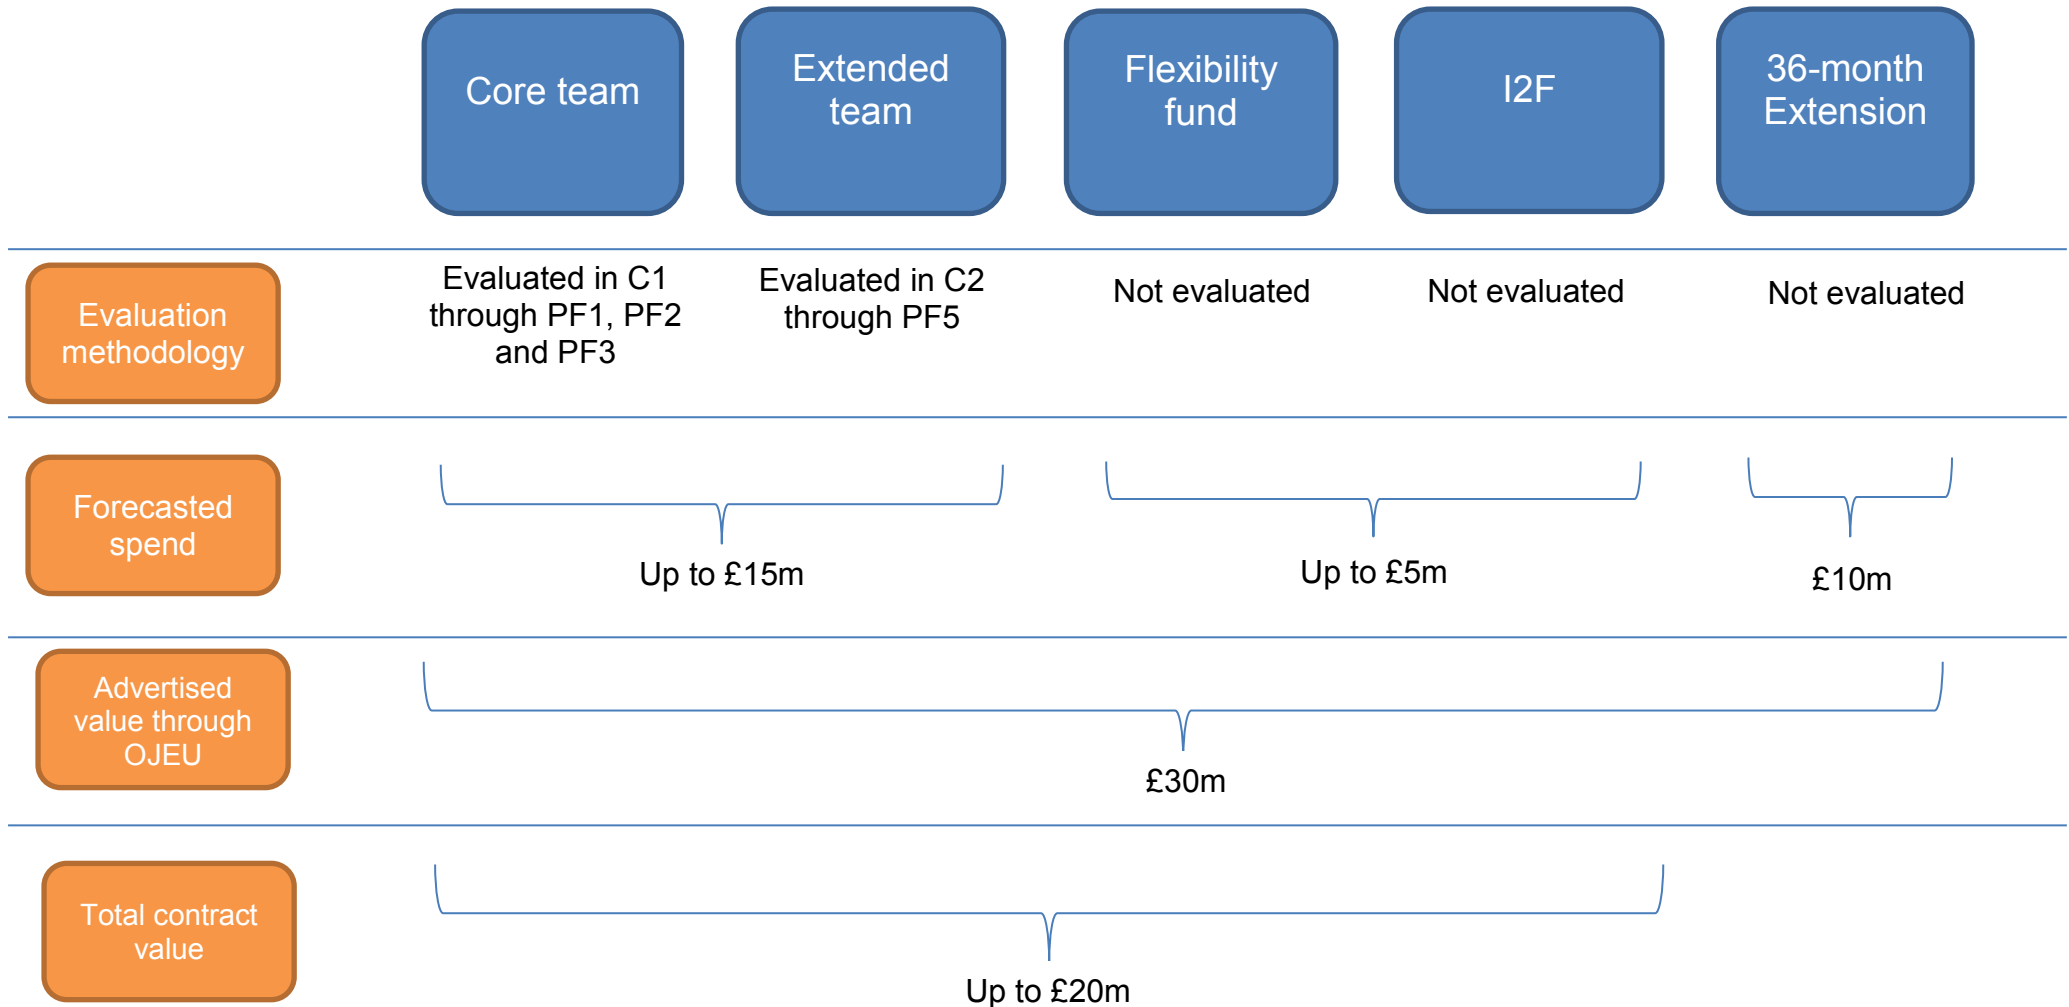 Core team
Extended
team
Flexibility
fund
I2F
36-month
Extension
Evaluation
methodology
Evaluated in C1
through PF1, PF2
and PF3
Evaluated in C2
through PF5
Not evaluated
Not evaluated
Not evaluated
Forecasted
spend
Up to £15m
Up to £5m
£10m
Advertised
value through
OJEU
£30m
Total contract
value
Up to £20m